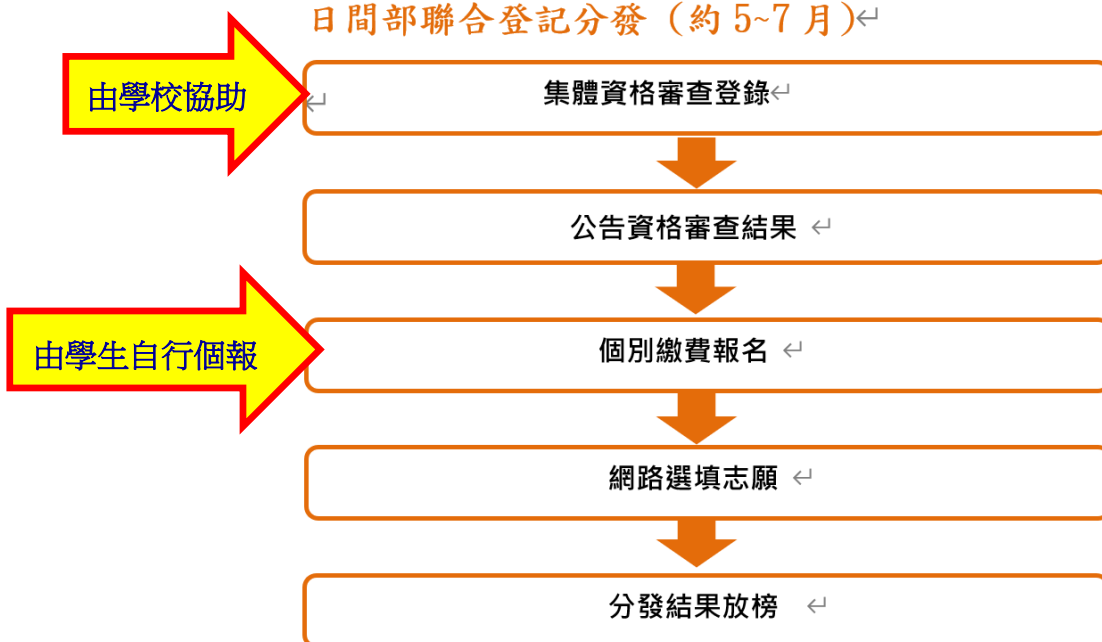 日間部聯合登記分發（約 5~7 月）
由學校協助
集體資格審查登錄
公告資格審查結果
由學生自行個報
個別繳費報名
網路選填志願
分發結果放榜